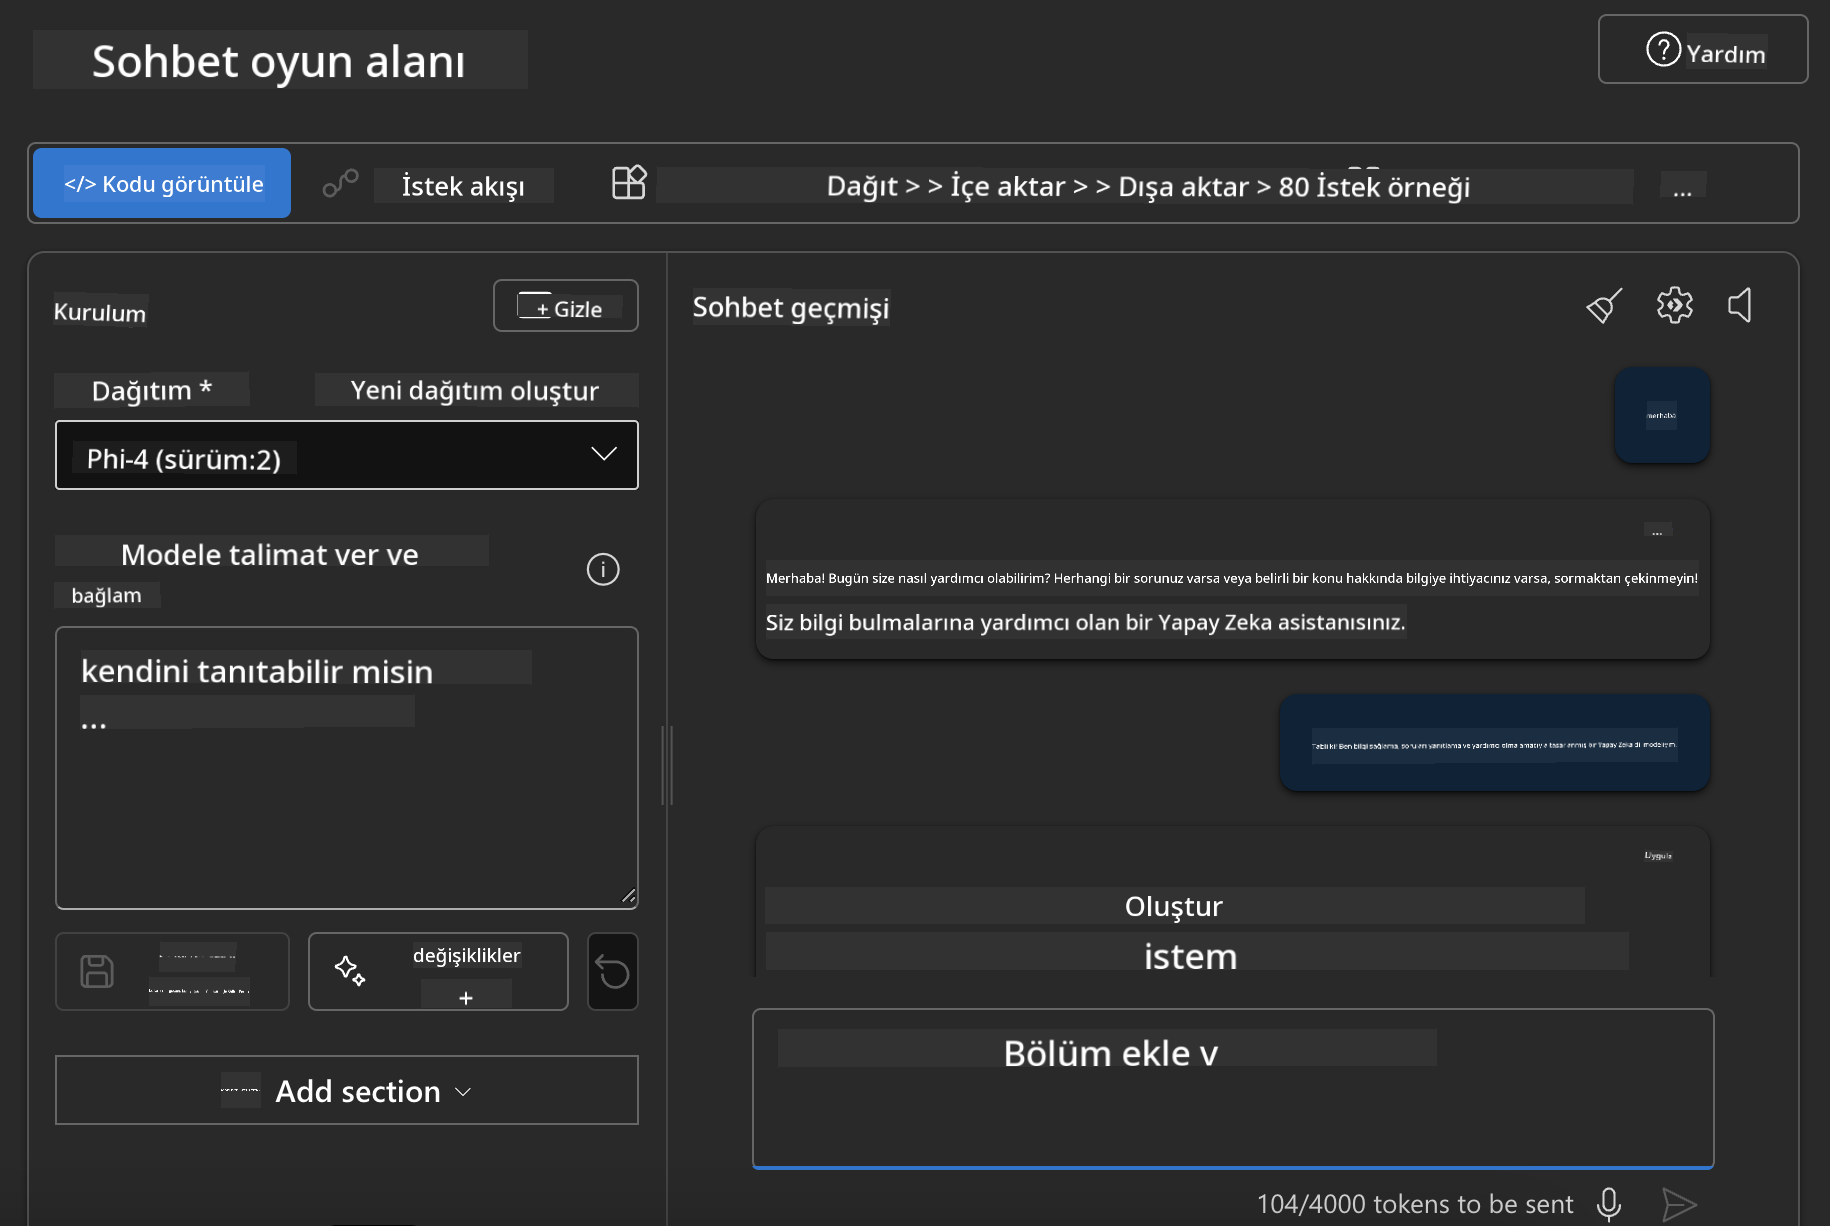 Sohbet oyun alanı
Yardım
</> Kodu görüntüle
İstek akışı
Dağıt > > İçe aktar > > Dışa aktar > 80 İstek örneği
...
Kurulum
+ Gizle
Dağıtım *
Yeni dağıtım oluştur
Phi-4 (sürüm:2)
Modele talimat ver ve
bağlam
kendini tanıtabilir misin
...
değişiklikler
+
Add section
Sohbet geçmişi
merhaba
...
Merhaba! Bugün size nasıl yardımcı olabilirim? Herhangi bir sorunuz varsa veya belirli bir konu hakkında bilgiye ihtiyacınız varsa, sormaktan çekinmeyin!
Siz bilgi bulmalarına yardımcı olan bir Yapay Zeka asistanısınız.
Tabii ki! Ben bilgi sağlama, soruları yanıtlama ve yardımcı olma amacıyla tasarlanmış bir Yapay Zeka dil modeliyim.
Uygula
Oluştur
istem
Bölüm ekle v
104/4000 tokens to be sent